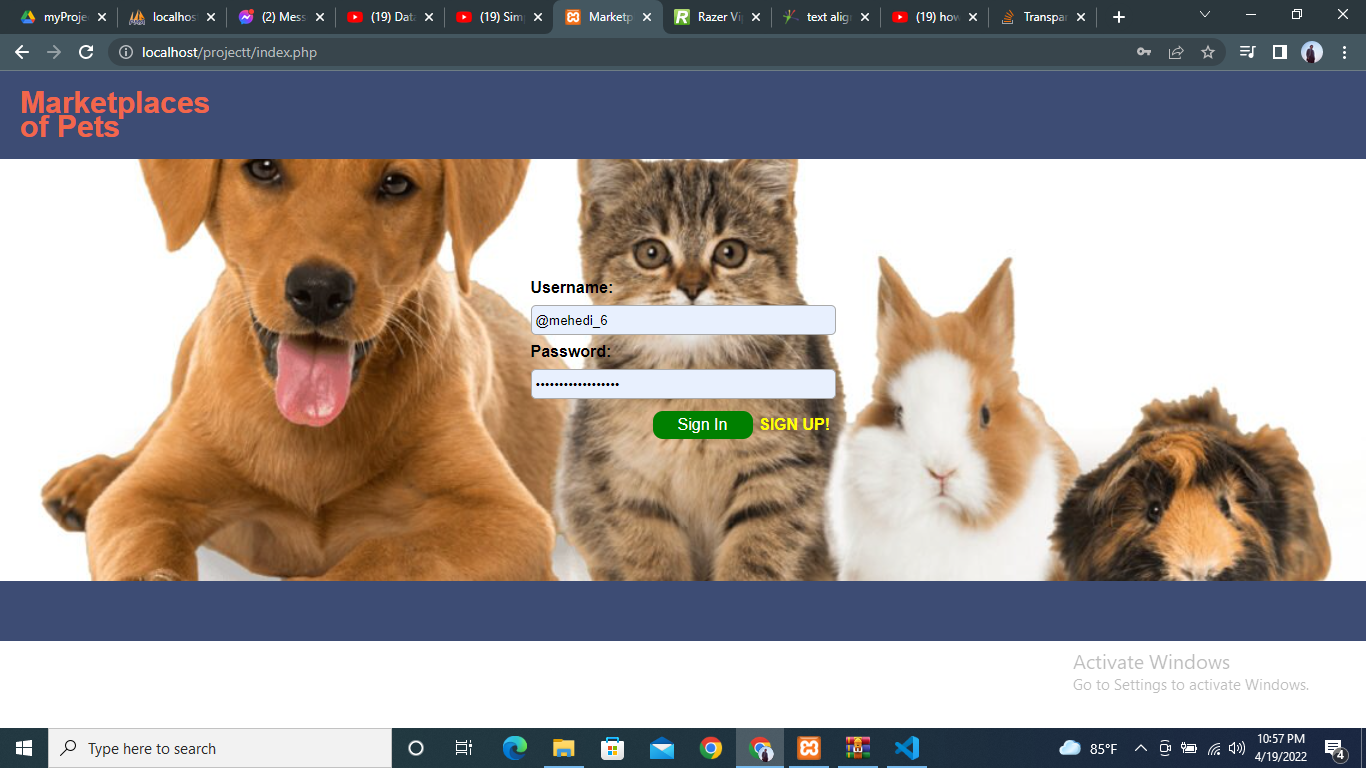 myProje
localhos
(2) Mess
(19) Data
(19) Sim
Marketp
Razer Vi
text alig
(19) how
Transpa
localhost/projectt/index.php
Marketplaces
of Pets
Username:
@mehedi_6
Password:
••••••••••••••••••
Sign In SIGN UP!
Activate Windows
Go to Settings to activate Windows.
Type here to search
85°F
10:57 PM
4/19/2022
4